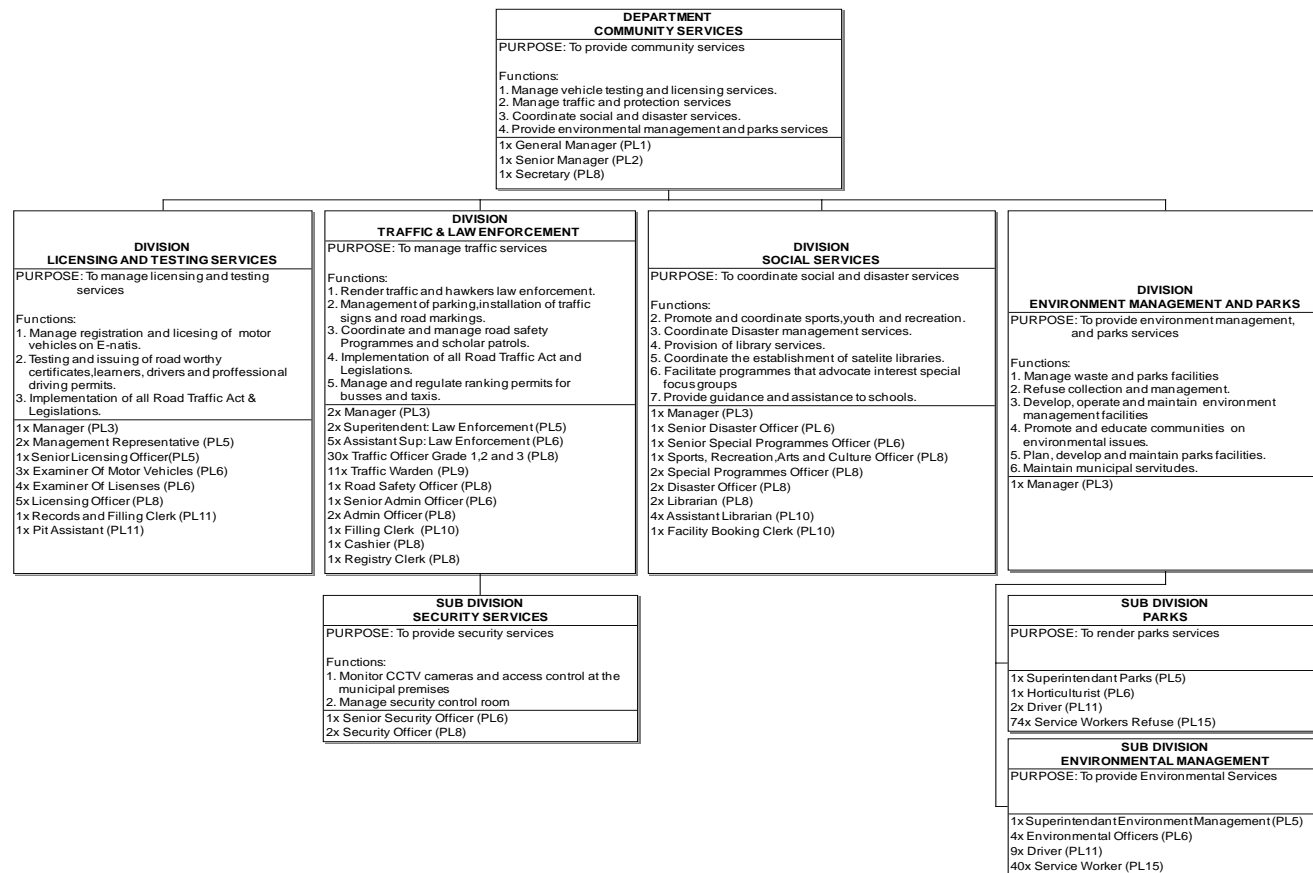 DEPARTMENT
COMMUNITY SERVICES
PURPOSE: To provide community services
Functions:
1. Manage vehicle testing and licensing services.
2. Manage traffic and protection services
3. Coordinate social and disaster services.
4. Provide environmental management and parks services
1x General Manager (PL1)
1x Senior Manager (PL2)
1x Secretary (PL8)
DIVISION
LICENSING AND TESTING SERVICES
PURPOSE: To manage licensing and testing
services
Functions:
1. Manage registration and licesing of motor
vehicles on E-natis.
2. Testing and issuing of road worthy
certificates,learners, drivers and proffessional
driving permits.
3. Implementation of all Road Traffic Act &
Legislations.
1x Manager (PL3)
2x Management Representative (PL5)
1x Senior Licensing Officer(PL5)
3x Examiner Of Motor Vehicles (PL6)
4x Examiner Of Lisenses (PL6)
5x Licensing Officer (PL8)
1x Records and Filling Clerk (PL11)
1x Pit Assistant (PL11)
DIVISION
TRAFFIC & LAW ENFORCEMENT
PURPOSE: To manage traffic services
Functions:
1. Render traffic and hawkers law enforcement.
2. Management of parking,installation of traffic
signs and road markings.
3. Coordinate and manage road safety
Programmes and scholar patrols.
4. Implementation of all Road Traffic Act and
Legislations.
5. Manage and regulate ranking permits for
busses and taxis.
2x Manager (PL3)
2x Superitendent: Law Enforcement (PL5)
5x Assistant Sup: Law Enforcement (PL6)
30x Traffic Officer Grade 1,2 and 3 (PL8)
11x Traffic Warden (PL9)
1x Road Safety Officer (PL8)
1x Senior Admin Officer (PL6)
2x Admin Officer (PL8)
1x Filling Clerk (PL10)
1x Cashier (PL8)
1x Registry Clerk (PL8)
DIVISION
SOCIAL SERVICES
PURPOSE: To coordinate social and disaster services
Functions:
2. Promote and coordinate sports,youth and recreation.
3. Coordinate Disaster management services.
4. Provision of library services.
5. Coordinate the establishment of satelite libraries.
6. Facilitate programmes that advocate interest special
focus groups
7. Provide guidance and assistance to schools.
1x Manager (PL3)
1x Senior Disaster Officer (PL 6)
1x Senior Special Programmes Officer (PL6)
1x Sports, Recreation,Arts and Culture Officer (PL8)
2x Special Programmes Officer (PL8)
2x Disaster Officer (PL8)
2x Librarian (PL8)
4x Assistant Librarian (PL10)
1x Facility Booking Clerk (PL10)
DIVISION
ENVIRONMENT MANAGEMENT AND PARKS
PURPOSE: To provide environment management,
and parks services
Functions:
1. Manage waste and parks facilities
2. Refuse collection and management.
3. Develop, operate and maintain environment
management facilities
4. Promote and educate communities on
environmental issues.
5. Plan, develop and maintain parks facilities.
6. Maintain municipal servitudes.
1x Manager (PL3)
SUB DIVISION
SECURITY SERVICES
PURPOSE: To provide security services
Functions:
1. Monitor CCTV cameras and access control at the
municipal premises
2. Manage security control room
1x Senior Security Officer (PL6)
2x Security Officer (PL8)
SUB DIVISION
PARKS
PURPOSE: To render parks services
1x Superintendant Parks (PL5)
1x Horticulturist (PL6)
2x Driver (PL11)
74x Service Workers Refuse (PL15)
SUB DIVISION
ENVIRONMENTAL MANAGEMENT
PURPOSE: To provide Environmental Services
1x Superintendant Environment Management (PL5)
4x Environmental Officers (PL6)
9x Driver (PL11)
40x Service Worker (PL15)